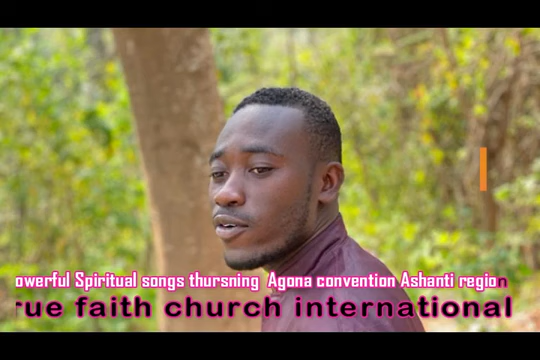 owerful Spiritual songs thursning Agona convention Ashanti region
rue faith church international